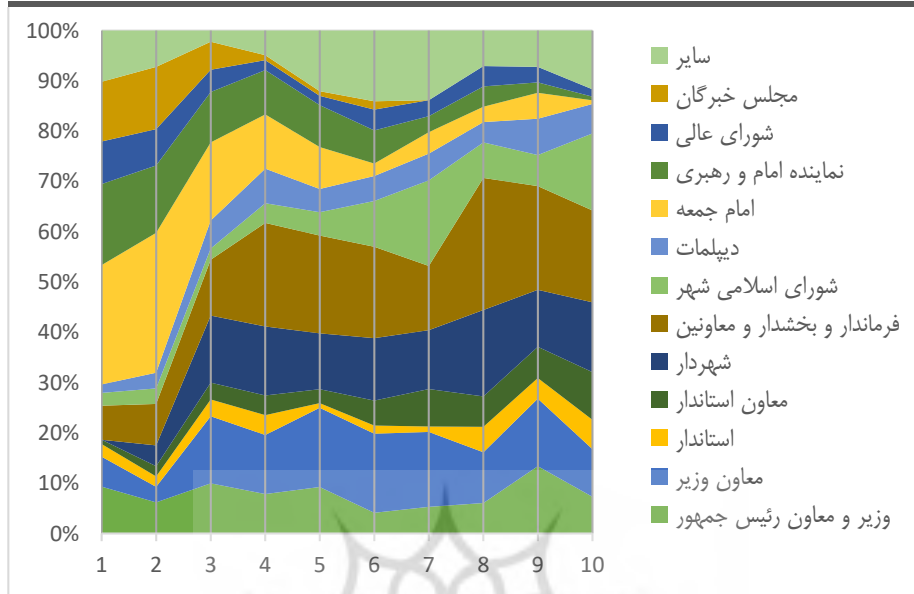 100%
90%
80%
70%
60%
50%
40%
30%
20%
10%
0%
1 2 3 4 5 6 7 8 9 10
سایر
مجلس خبرگان
شورای عالی
نماینده امام و رهبری
امام جمعه
دیپلمات
شورای اسلامی شهر
فرماندار و بخشدار و معاونین
شهردار
معاون استاندار
استاندار
معاون وزیر
وزیر و معاون رئیس جمهور